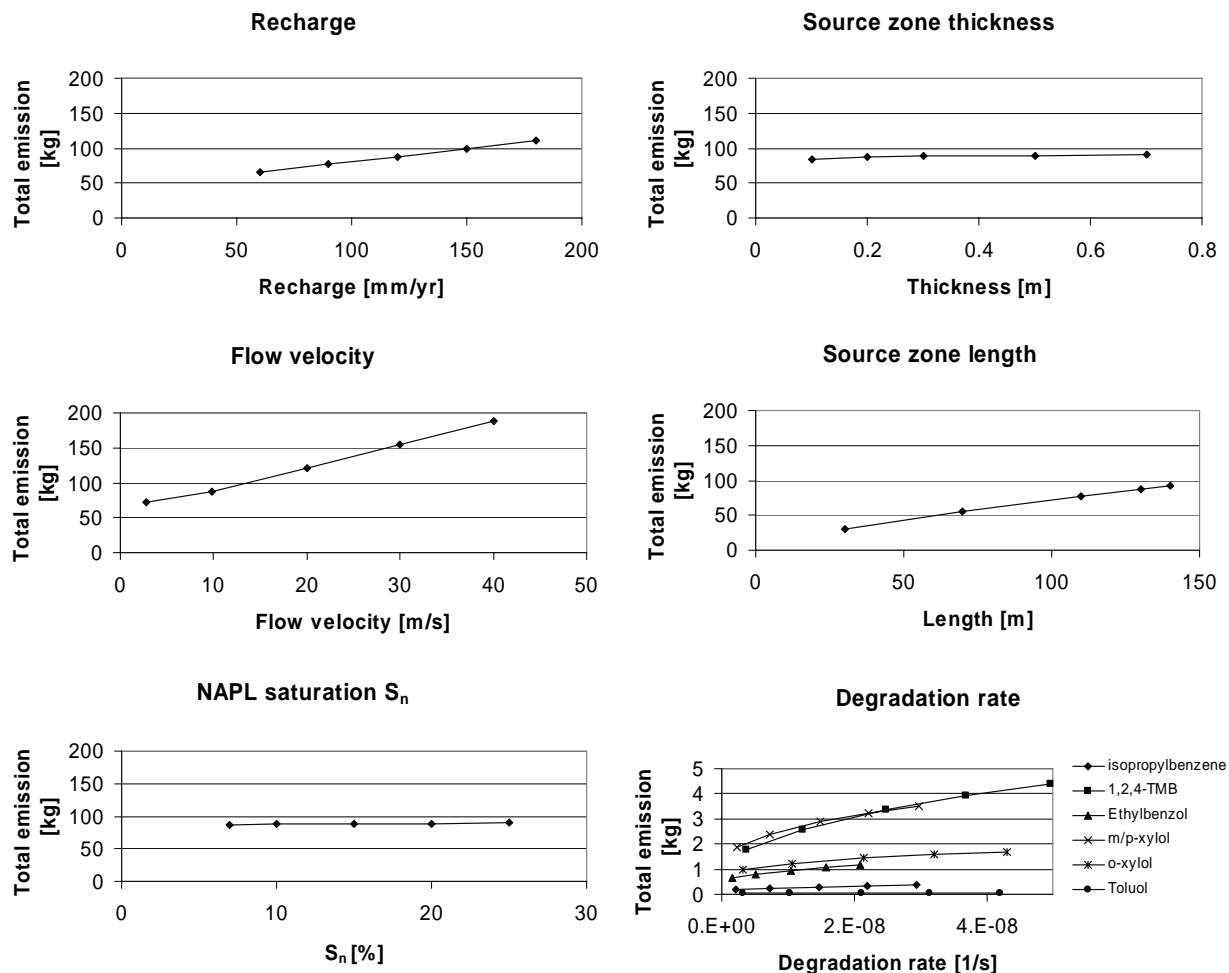 Recharge
Total emission
[kg]
200
150
100
50
0
0 50 100 150 200
Recharge [mm/yr]
Source zone thickness
Total emission
[kg]
200
150
100
50
0
0 0.2 0.4 0.6 0.8
Thickness [m]
Flow velocity
Total emission
[kg]
200
150
100
50
0
0 10 20 30 40 50
Flow velocity [m/s]
Source zone length
Total emission
[kg]
200
150
100
50
0
0 50 100 150
Length [m]
NAPL saturation Sn
Total emission
[kg]
200
150
100
50
0
0 10 20 30
Sn [%]
Degradation rate
Total emission
[kg]
5
4
3
2
1
0
0.E+00 2.E-08 4.E-08
Degradation rate [1/s]
isopropylbenzene
1,2,4-TMB
Ethylbenzol
m/p-xylol
o-xylol
Toluol